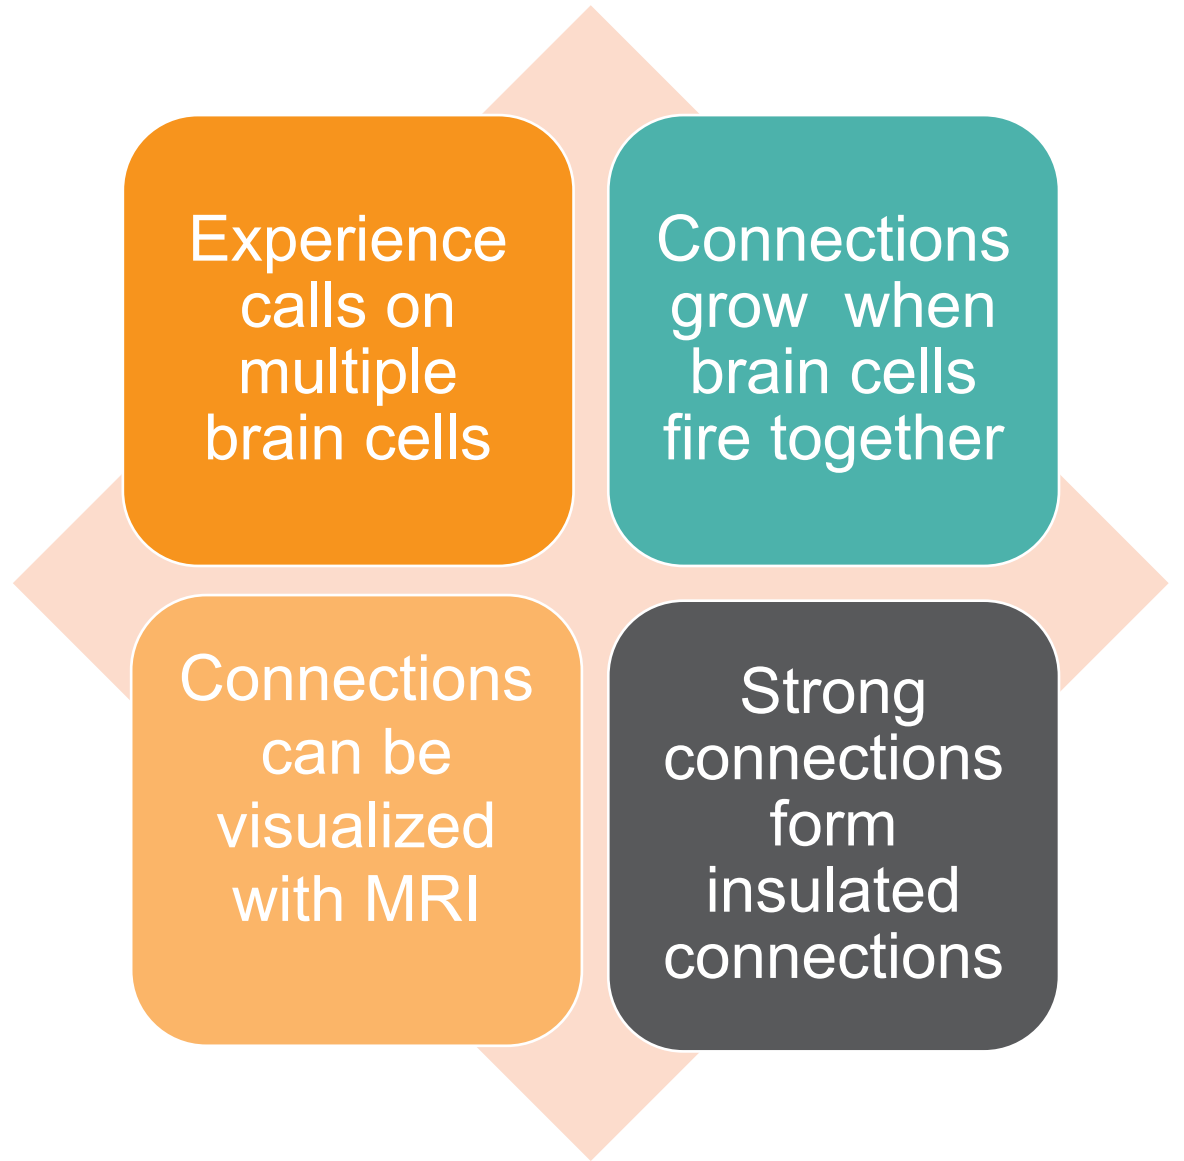 Experience
calls on
multiple
brain cells
Connections
grow  when
brain cells
fire together
Connections
can be
visualized
with MRI
Strong
connections
form
insulated
connections